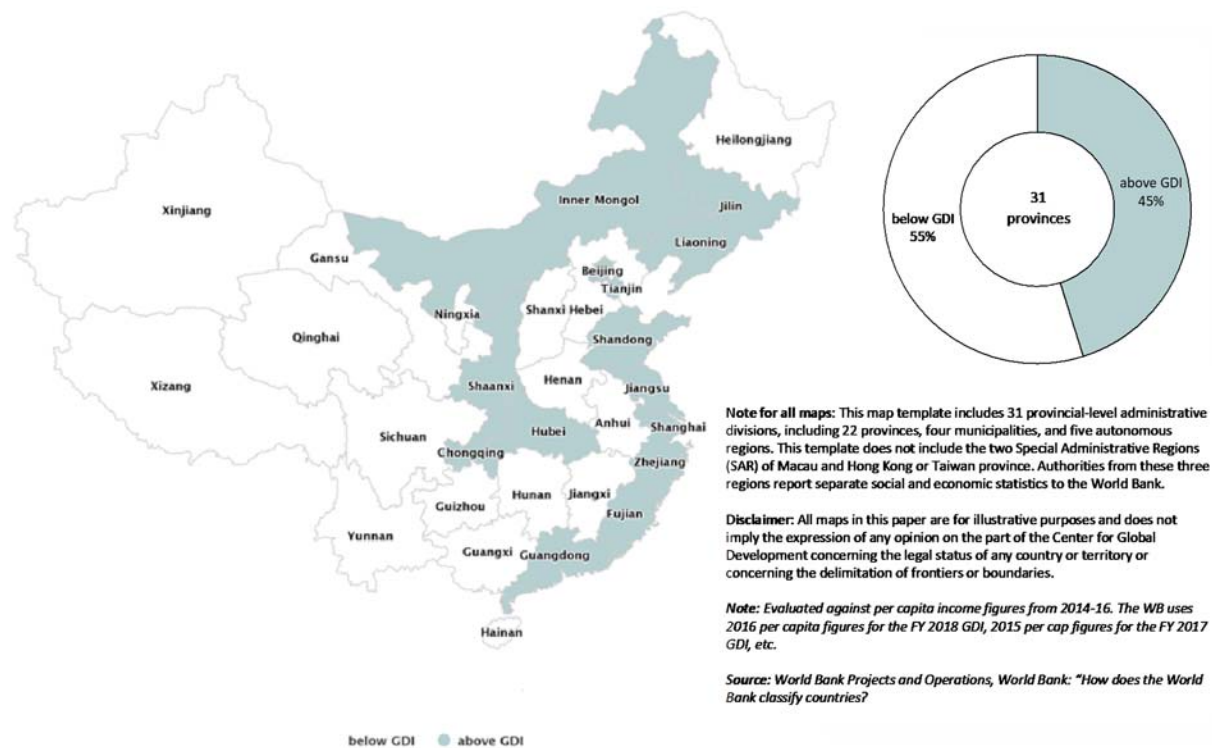 Heilongjiang
Inner Mongol
Jilin
Xinjiang
Liaoning
Gansu
Beijing
Tianjin
Ningxia
Shanxi Hebei
Qinghai
Shandong
Xizang
Shaanxi
Henan
Jiangsu
Sichuan
Hubei
Anhui
Shanghai
Chongqing
Zhejiang
Guizhou
Hunan
Jiangxi
Fujian
Yunnan
Guangxi
Guangdong
Hainan
below GDI
above GDI
above GDI
45%
31
provinces
below GDI
55%
Note for all maps: This map template includes 31 provincial-level administrative
divisions, including 22 provinces, four municipalities, and five autonomous
regions. This template does not include the two Special Administrative Regions
(SAR) of Macau and Hong Kong or Taiwan province. Authorities from these three
regions report separate social and economic statistics to the World Bank.
Disclaimer: All maps in this paper are for illustrative purposes and does not
imply the expression of any opinion on the part of the Center for Global
Development concerning the legal status of any country or territory or
concerning the delimitation of frontiers or boundaries.
Note: Evaluated against per capita income figures from 2014-16. The WB uses
2016 per capita figures for the FY 2018 GDI, 2015 per cap figures for the FY 2017
GDI, etc.
Source: World Bank Projects and Operations, World Bank: "How does the World
Bank classify countries?